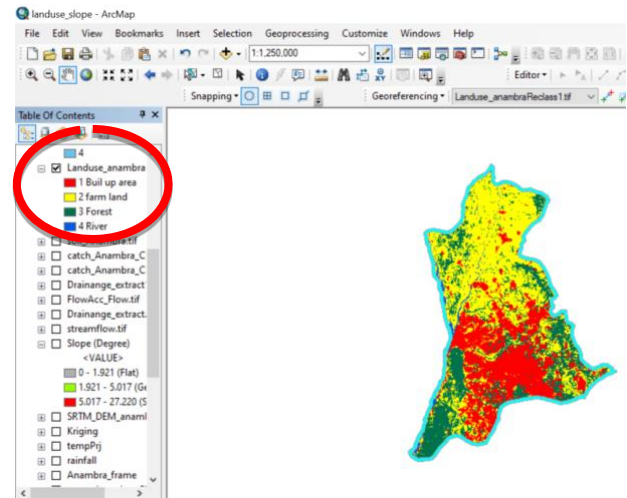 landuse_slope - ArcMap
File Edit View Bookmarks Insert Selection Geoprocessing Customize Windows Help
1:1,250,000
Editor
Snapping Georeferencing Landuse_anambraReclass1.tif
Table Of Contents
4
Landuse_anambra
1 Buil up area
2 farm land
3 Forest
4 River
catch_Anambra_C
catch_Anambra_C
Drainange_extract
FlowAcc_Flow.tif
Drainange_extract.
streamflow.tif
Slope (Degree)
<VALUE>
0 - 1.921 (Flat)
1.921 - 5.017 (Ge
5.017 - 27.220 (S
SRTM_DEM_anaml
Kriging
tempPrj
rainfall
Anambra_frame